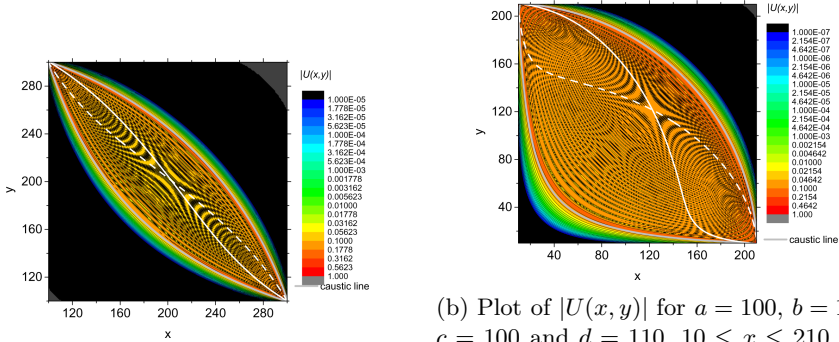 |U(x,y)|
1.000E-05
1.778E-05
3.162E-05
5.623E-05
1.000E-04
1.778E-04
3.162E-04
5.623E-04
1.000E-03
0.001778
0.003162
0.005623
0.01000
0.01778
0.03162
0.05623
0.1000
0.1778
0.3162
0.5623
1.000
caustic line
280
240
200
160
120
y
120 160 200 240 280
x
|U(x,y)|
1.000E-07
2.154E-07
4.642E-07
1.000E-06
2.154E-06
4.642E-06
1.000E-05
2.154E-05
4.642E-05
1.000E-04
2.154E-04
4.642E-04
1.000E-03
0.002154
0.004642
0.01000
0.02154
0.04642
0.1000
0.2154
0.4642
1.000
caustic line
200
160
120
80
40
y
40 80 120 160 200
x
(b) Plot of |U(x, y)| for a = 100, b =
c = 100 and d = 110, 10 ≤ x ≤ 210